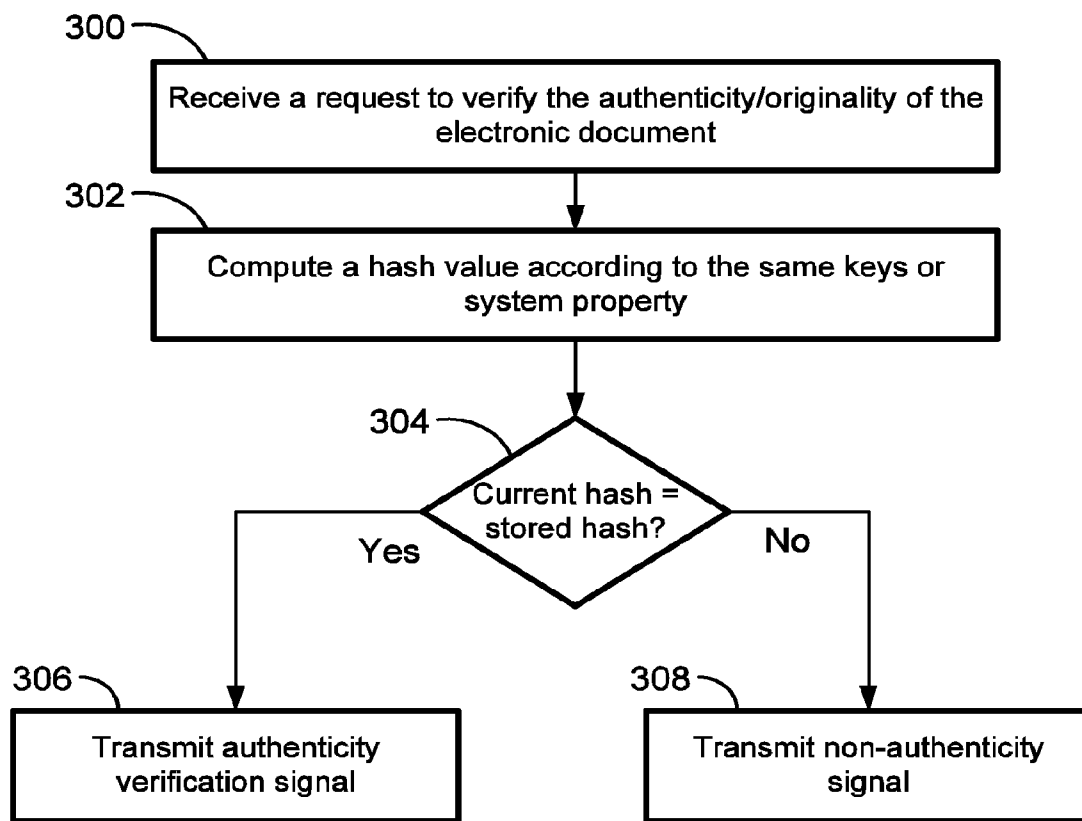 300
Receive a request to verify the authenticity/originality of the
electronic document
302
Compute a hash value according to the same keys or
system property
304
Current hash =
stored hash?
Yes
No
306
Transmit authenticity
verification signal
308
Transmit non-authenticity
signal